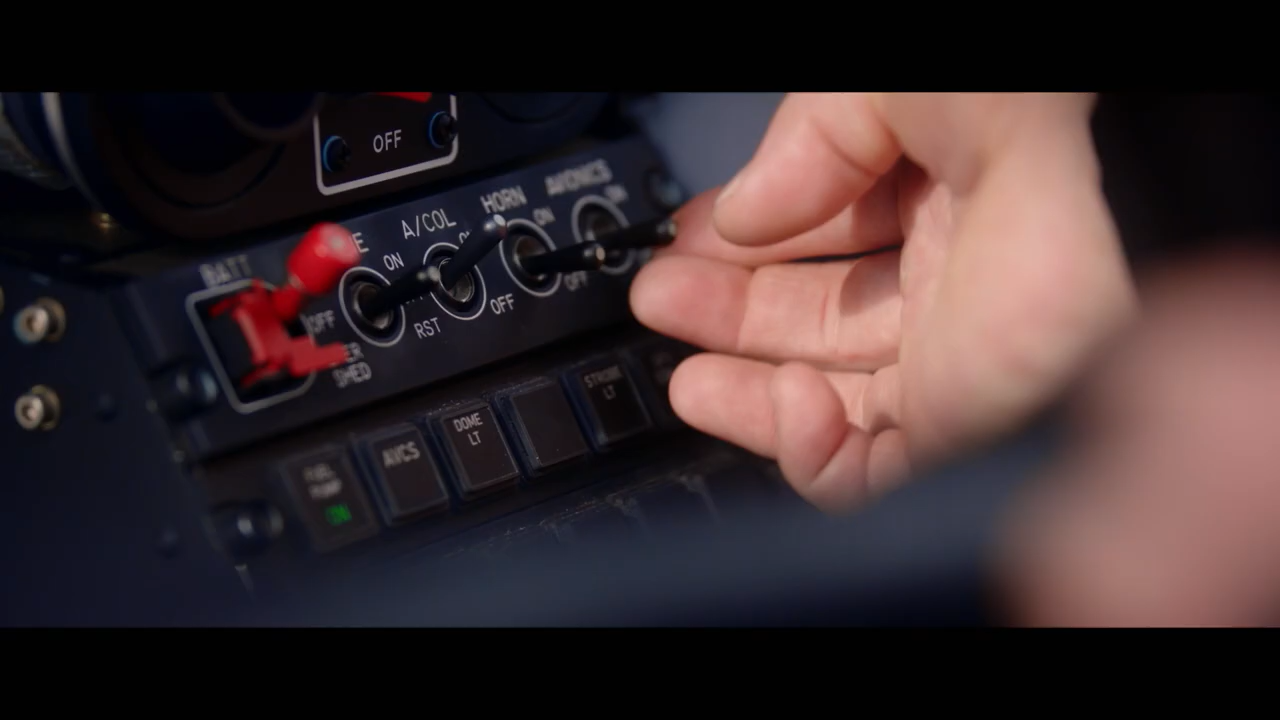 OFF
BATT
E
A/COL
HORN
AVIONICS
ON
ON
ON
OFF
RST
OFF
OFF
SHED
FUEL
PUMP
ON
AVCS
DOME
LT
STROBE
LT